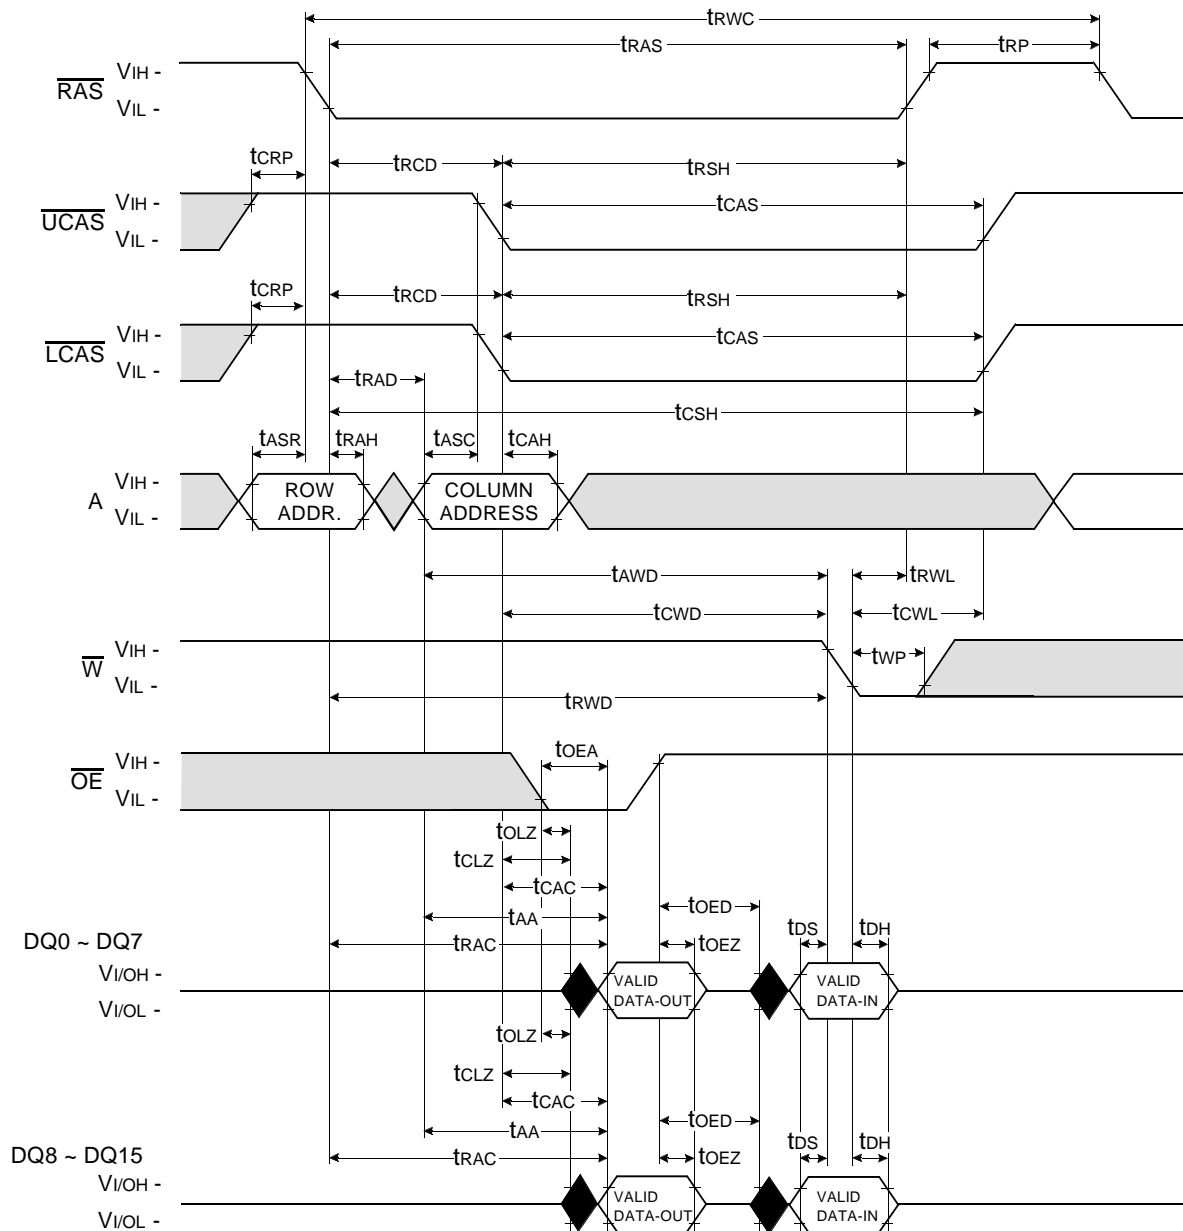 tRWC
tRAS tRP
RAS VIH -
VIL -
tCRP tRCD tRSH
UCAS VIH - tCAS
VIL -
tCRP tRCD tRSH
LCAS VIH - tCAS
VIL -
tRAD
tCSH
tASR tRAH tASC tCAH
A VIH - ROW ADDR. COLUMN ADDRESS
VIL -
tAWD tRWL
tCWD tCWL
W VIH - tWP
VIL -
tRWD
tOEA
OE VIH -
VIL -
tOLZ
tCLZ
tCAC
tOED
tAA
DQ0 ~ DQ7 tRAC tOEZ tDS tDH
VI/OH - VALID DATA-OUT VALID DATA-IN
VI/OL -
tOLZ
tCLZ
tCAC
tOED
tAA
DQ8 ~ DQ15 tRAC tOEZ tDS tDH
VI/OH - VALID DATA-OUT VALID DATA-IN
VI/OL -